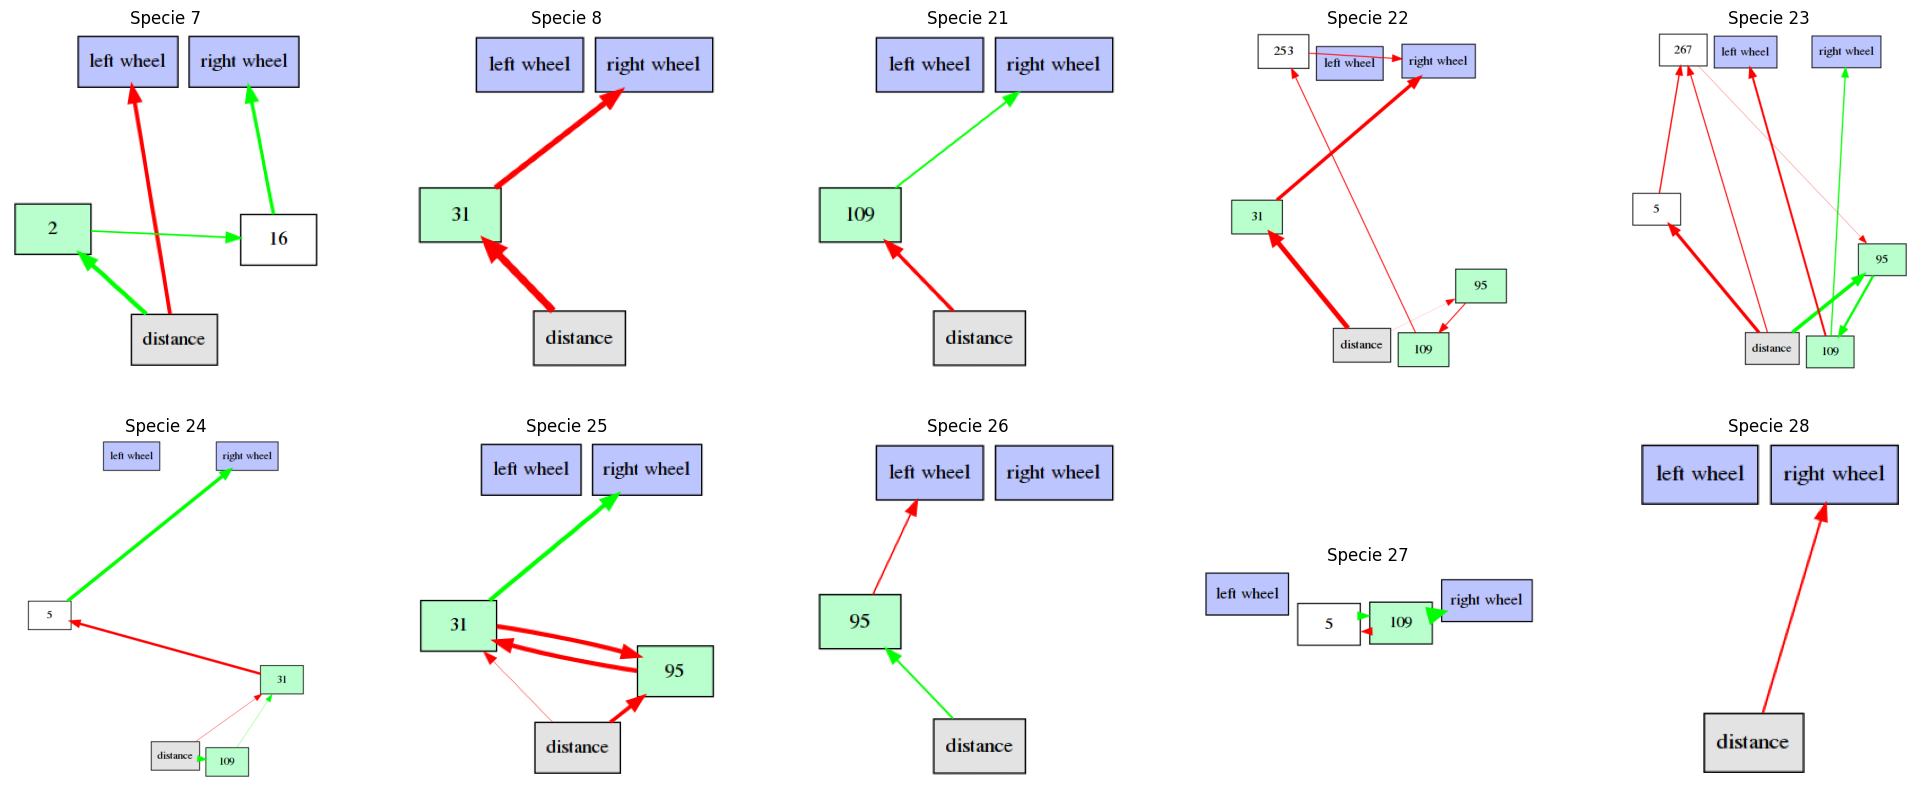 Specie 7
left wheel
right wheel
2
16
distance
Specie 8
left wheel
right wheel
31
distance
Specie 21
left wheel
right wheel
109
distance
Specie 22
253
left wheel
right wheel
31
95
distance
109
Specie 23
267
left wheel
right wheel
5
95
distance
109
Specie 24
left wheel
right wheel
5
31
distance
109
Specie 25
left wheel
right wheel
31
95
distance
Specie 26
left wheel
right wheel
95
distance
Specie 27
left wheel
5
109
right wheel
Specie 28
left wheel
right wheel
distance